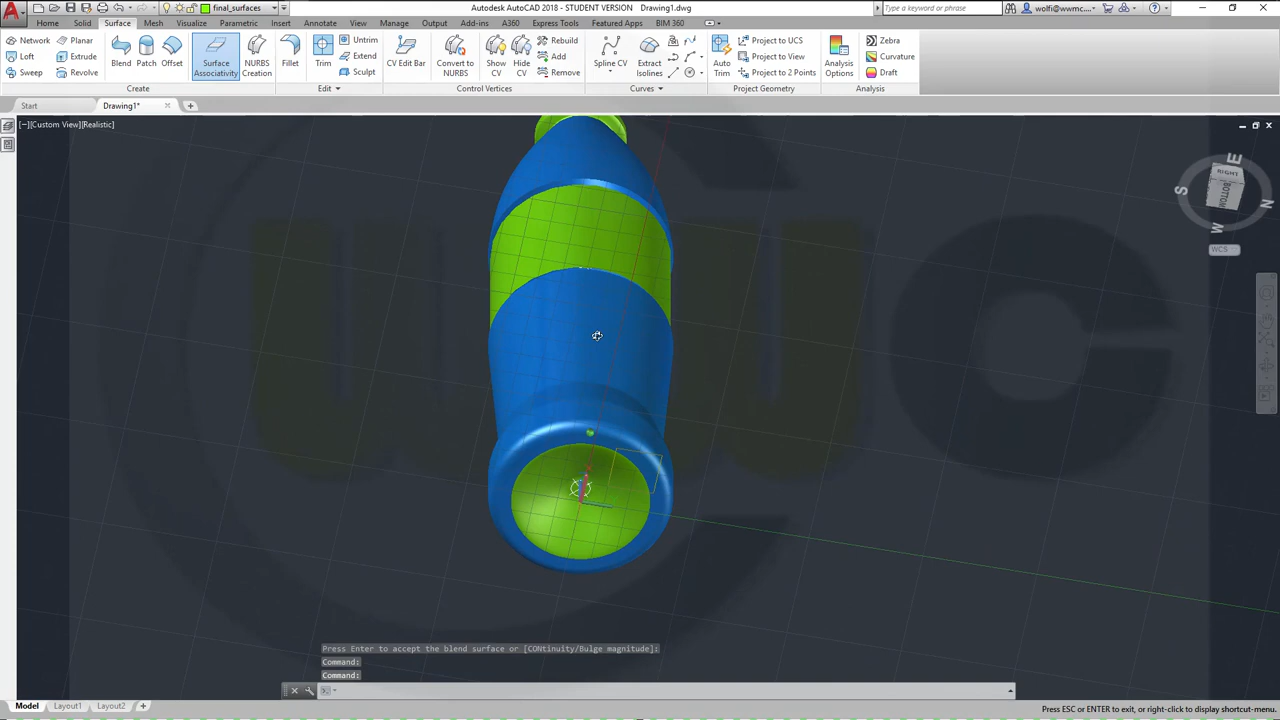 Autodesk AutoCAD 2018 - STUDENT VERSION Drawing1.dwg
final_surfaces
Type a keyword or phrase
wolfi@wwmc...
Home Solid Surface Mesh Visualize Parametric Insert Annotate View Manage Output Add-ins A360 Express Tools Featured Apps BIM 360
Network Planar
Loft Extrude
Sweep Revolve
Blend Patch Offset
Surface Associativity
NURBS Creation
Fillet
Trim
Untrim
Extend
Sculpt
CV Edit Bar
Convert to NURBS
Show CV
Hide CV
Rebuild
Add
Remove
Spline CV
Extract Isolines
Auto Trim
Project to UCS
Project to View
Project to 2 Points
Analysis Options
Zebra
Curvature
Draft
Create
Edit
Control Vertices
Curves
Project Geometry
Analysis
Start
Drawing1*
[−][Custom View][Realistic]
E
S
RIGHT
BOTTOM
N
W
WCS
wwmc
Press Enter to accept the blend surface or [CONtinuity/Bulge magnitude]:
Command:
Command:
Model Layout1 Layout2
Press ESC or ENTER to exit, or right-click to display shortcut-menu.